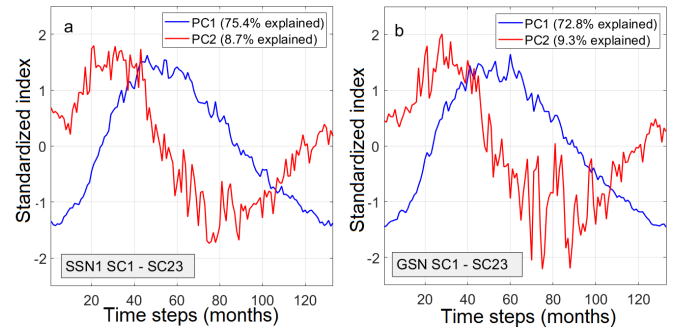 a
PC1 (75.4% explained)
PC2 (8.7% explained)
Standardized index
2
1
0
-1
-2
SSN1 SC1 - SC23
20 40 60 80 100 120
Time steps (months)
b
PC1 (72.8% explained)
PC2 (9.3% explained)
Standardized index
2
1
0
-1
-2
GSN SC1 - SC23
20 40 60 80 100 120
Time steps (months)